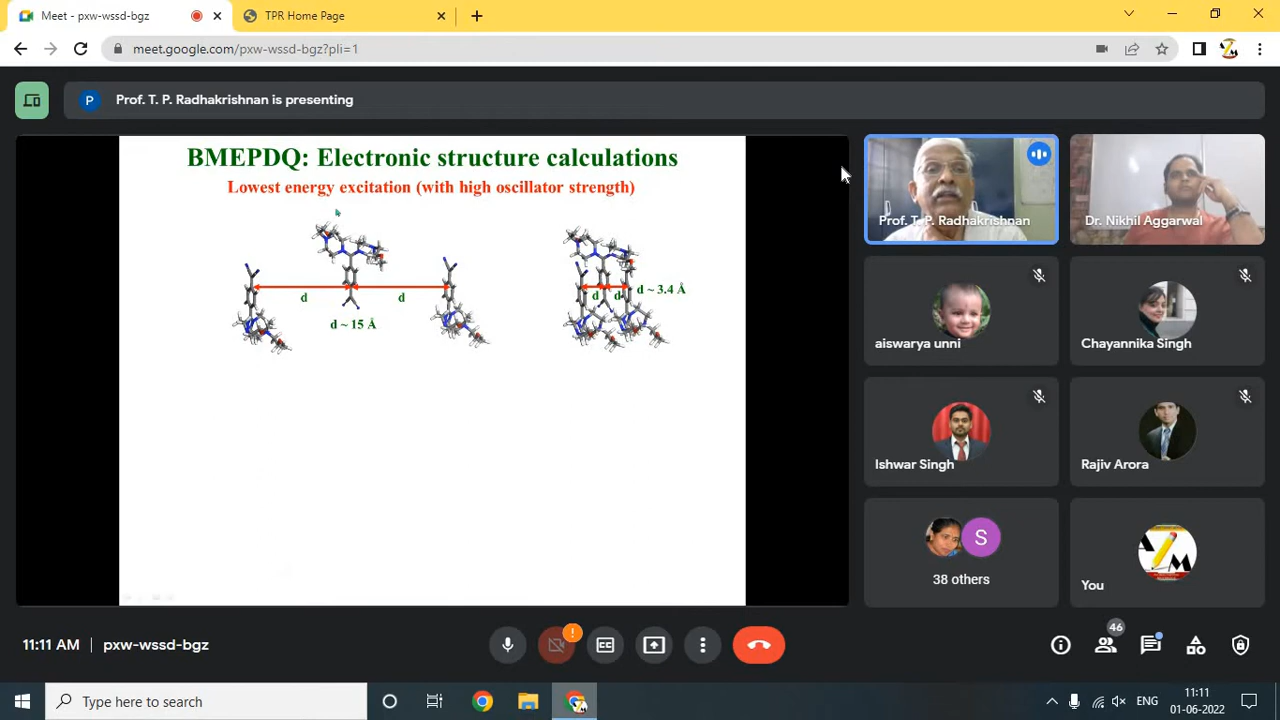 Meet - pxw-wssd-bgz
TPR Home Page
meet.google.com/pxw-wssd-bgz?pli=1
P
Prof. T. P. Radhakrishnan is presenting
BMEPDQ: Electronic structure calculations
Lowest energy excitation (with high oscillator strength)
d
d
d ~ 15 Å
d
d
d ~ 3.4 Å
Prof. T. P. Radhakrishnan
Dr. Nikhil Aggarwal
aiswarya unni
Chayannika Singh
Ishwar Singh
Rajiv Arora
S
38 others
You
11:11 AM
pxw-wssd-bgz
CC
46
Type here to search
ENG
11:11
01-06-2022